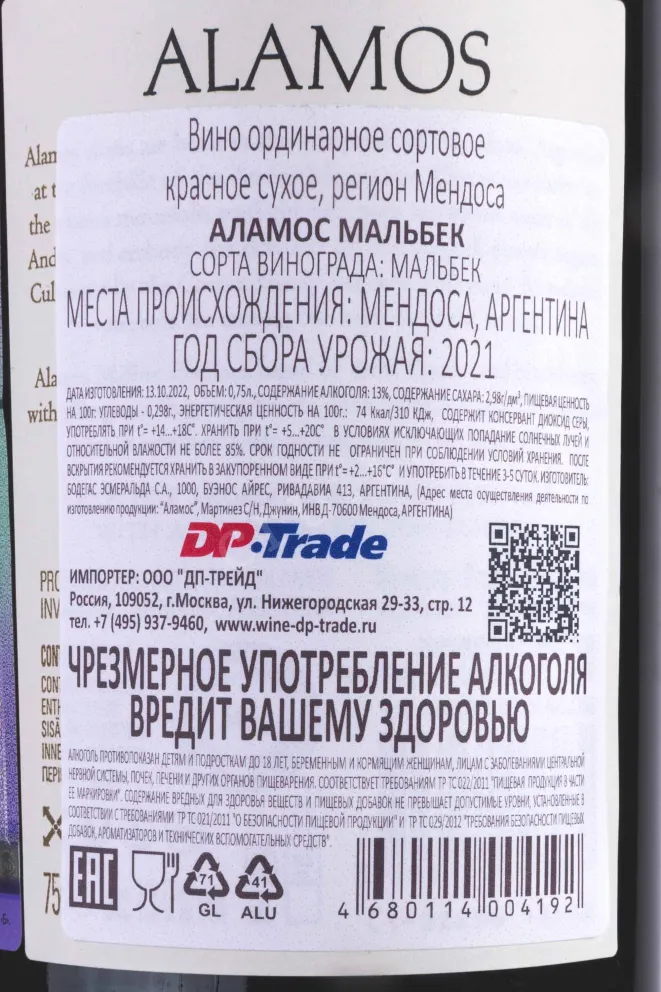 ALAMOS
Вино ординарное сортовое
красное сухое, регион Мендоса
АЛАМОС МАЛЬБЕК
СОРТА ВИНОГРАДА: МАЛЬБЕК
МЕСТА ПРОИСХОЖДЕНИЯ: МЕНДОСА, АРГЕНТИНА
ГОД СБОРА УРОЖАЯ: 2021
ДАТА ИЗГОТОВЛЕНИЯ: 13.10.2022, ОБЪЕМ: 0,75л., СОДЕРЖАНИЕ АЛКОГОЛЯ: 13%, СОДЕРЖАНИЕ САХАРА: 2,98г/дм³, ПИЩЕВАЯ ЦЕННОСТЬ
НА 100г: УГЛЕВОДЫ - 0,298г., ЭНЕРГЕТИЧЕСКАЯ ЦЕННОСТЬ НА 100г.: 74 Ккал/310 КДж, СОДЕРЖИТ КОНСЕРВАНТ ДИОКСИД СЕРЫ,
УПОТРЕБЛЯТЬ ПРИ t°= +14...+18С°. ХРАНИТЬ ПРИ t°= +5...+20С° В УСЛОВИЯХ ИСКЛЮЧАЮЩИХ ПОПАДАНИЕ СОЛНЕЧНЫХ ЛУЧЕЙ И
ОТНОСИТЕЛЬНОЙ ВЛАЖНОСТИ НЕ БОЛЕЕ 85%. СРОК ГОДНОСТИ НЕ ОГРАНИЧЕН ПРИ СОБЛЮДЕНИИ УСЛОВИЙ ХРАНЕНИЯ. ПОСЛЕ
ВСКРЫТИЯ РЕКОМЕНДУЕТСЯ ХРАНИТЬ В ЗАКУПОРЕННОМ ВИДЕ ПРИ t°= +2...+16°С° И УПОТРЕБИТЬ В ТЕЧЕНИЕ 3-5 СУТОК. ИЗГОТОВИТЕЛЬ:
БОДЕГАС ЭСМЕРАЛЬДА С.А., 1000, БУЭНОС АЙРЕС, РИВАДАВИА 413, АРГЕНТИНА, (Адрес места осуществления деятельности по
изготовлению продукции: "Аламос", Мартинез С/Н, Джунин, ИНВ Д-70600 Мендоса, АРГЕНТИНА)
DP·Trade
ИМПОРТЕР: ООО "ДП-ТРЕЙД"
Россия, 109052, г.Москва, ул. Нижегородская 29-33, стр. 12
тел. +7 (495) 937-9460, www.wine-dp-trade.ru
ЧРЕЗМЕРНОЕ УПОТРЕБЛЕНИЕ АЛКОГОЛЯ
ВРЕДИТ ВАШЕМУ ЗДОРОВЬЮ
АЛКОГОЛЬ ПРОТИВОПОКАЗАН ДЕТЯМ И ПОДРОСТКАМ ДО 18 ЛЕТ, БЕРЕМЕННЫМ И КОРМЯЩИМ ЖЕНЩИНАМ, ЛИЦАМ С ЗАБОЛЕВАНИЯМИ ЦЕНТРАЛЬНОЙ
НЕРВНОЙ СИСТЕМЫ, ПОЧЕК, ПЕЧЕНИ И ДРУГИХ ОРГАНОВ ПИЩЕВАРЕНИЯ. СООТВЕТСТВУЕТ ТРЕБОВАНИЯМ ТР ТС 022/2011 "ПИЩЕВАЯ ПРОДУКЦИЯ В ЧАСТИ
ЕЕ МАРКИРОВКИ". СОДЕРЖАНИЕ ВРЕДНЫХ ДЛЯ ЗДОРОВЬЯ ВЕЩЕСТВ И ПИЩЕВЫХ ДОБАВОК НЕ ПРЕВЫШАЕТ ДОПУСТИМЫЕ УРОВНИ, УСТАНОВЛЕННЫЕ В
СООТВЕТСТВИИ С ТРЕБОВАНИЯМИ ТР ТС 021/2011 "О БЕЗОПАСНОСТИ ПИЩЕВОЙ ПРОДУКЦИИ" И ТР ТС 029/2012 "ТРЕБОВАНИЯ БЕЗОПАСНОСТИ ПИЩЕВЫХ
ДОБАВОК, АРОМАТИЗАТОРОВ И ТЕХНИЧЕСКИХ ВСПОМОГАТЕЛЬНЫХ СРЕДСТВ".
EAC 71 41
GL ALU
4 680114 004192